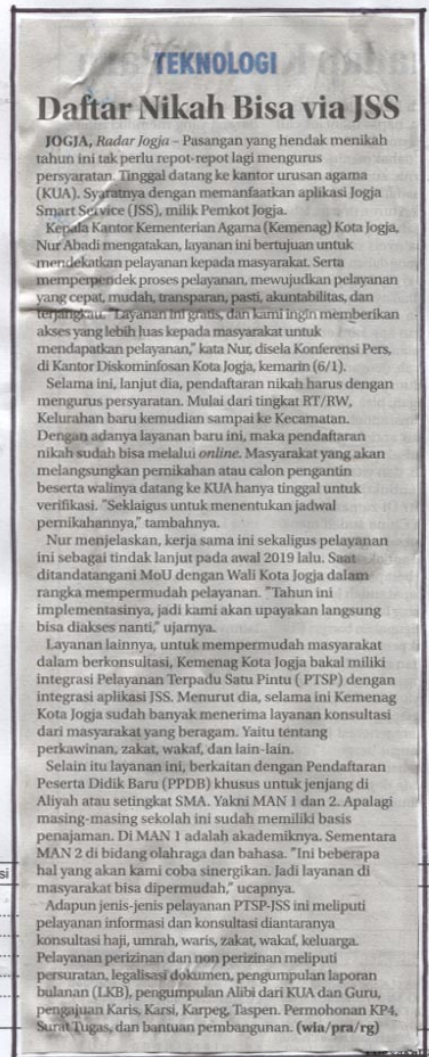 TEKNOLOGI
Daftar Nikah Bisa via JSS
JOGJA, Radar Jogja – Pasangan yang hendak menikah
tahun ini tak perlu repot-repot lagi mengurus
persyaratan. Tinggal datang ke kantor urusan agama
(KUA). Syaratnya dengan memanfaatkan aplikasi Jogja
Smart Service (JSS), milik Pemkot Jogja.
Kepala Kantor Kementerian Agama (Kemenag) Kota Jogja,
Nur Abadi mengatakan, layanan ini bertujuan untuk
mendekatkan pelayanan kepada masyarakat. Serta
memperpendek proses pelayanan, mewujudkan pelayanan
yang cepat, mudah, transparan, pasti, akuntabilitas, dan
terjangkau. "Layanan ini gratis, dan kami ingin memberikan
akses yang lebih luas kepada masyarakat untuk
mendapatkan pelayanan," kata Nur, disela Konferensi Pers,
di Kantor Diskominfosan Kota Jogja, kemarin (6/1).
Selama ini, lanjut dia, pendaftaran nikah harus dengan
mengurus persyaratan. Mulai dari tingkat RT/RW,
Kelurahan baru kemudian sampai ke Kecamatan.
Dengan adanya layanan baru ini, maka pendaftaran
nikah sudah bisa melalui online. Masyarakat yang akan
melangsungkan pernikahan atau calon pengantin
beserta walinya datang ke KUA hanya tinggal untuk
verifikasi. "Seklaigus untuk menentukan jadwal
pernikahannya," tambahnya.
Nur menjelaskan, kerja sama ini sekaligus pelayanan
ini sebagai tindak lanjut pada awal 2019 lalu. Saat
ditandatangani MoU dengan Wali Kota Jogja dalam
rangka mempermudah pelayanan. "Tahun ini
implementasinya, jadi kami akan upayakan langsung
bisa diakses nanti," ujarnya.
Layanan lainnya, untuk mempermudah masyarakat
dalam berkonsultasi, Kemenag Kota Jogja bakal miliki
integrasi Pelayanan Terpadu Satu Pintu ( PTSP) dengan
integrasi aplikasi JSS. Menurut dia, selama ini Kemenag
Kota Jogja sudah banyak menerima layanan konsultasi
dari masyarakat yang beragam. Yaitu tentang
perkawinan, zakat, wakaf, dan lain-lain.
Selain itu layanan ini, berkaitan dengan Pendaftaran
Peserta Didik Baru (PPDB) khusus untuk jenjang di
Aliyah atau setingkat SMA. Yakni MAN 1 dan 2. Apalagi
masing-masing sekolah ini sudah memiliki basis
penajaman. Di MAN 1 adalah akademiknya. Sementara
MAN 2 di bidang olahraga dan bahasa. "Ini beberapa
hal yang akan kami coba sinergikan. Jadi layanan di
masyarakat bisa dipermudah," ucapnya.
Adapun jenis-jenis pelayanan PTSP-JSS ini meliputi
pelayanan informasi dan konsultasi diantaranya
konsultasi haji, umrah, waris, zakat, wakaf, keluarga.
Pelayanan perizinan dan non perizinan meliputi
persuratan, legalisasi dokumen, pengumpulan laporan
bulanan (LKB), pengumpulan Alibi dari KUA dan Guru,
pengajuan Karis, Karsi, Karpeg, Taspen. Permohonan KP4,
Surat Tugas, dan bantuan pembangunan. (wia/pra/rg)
si